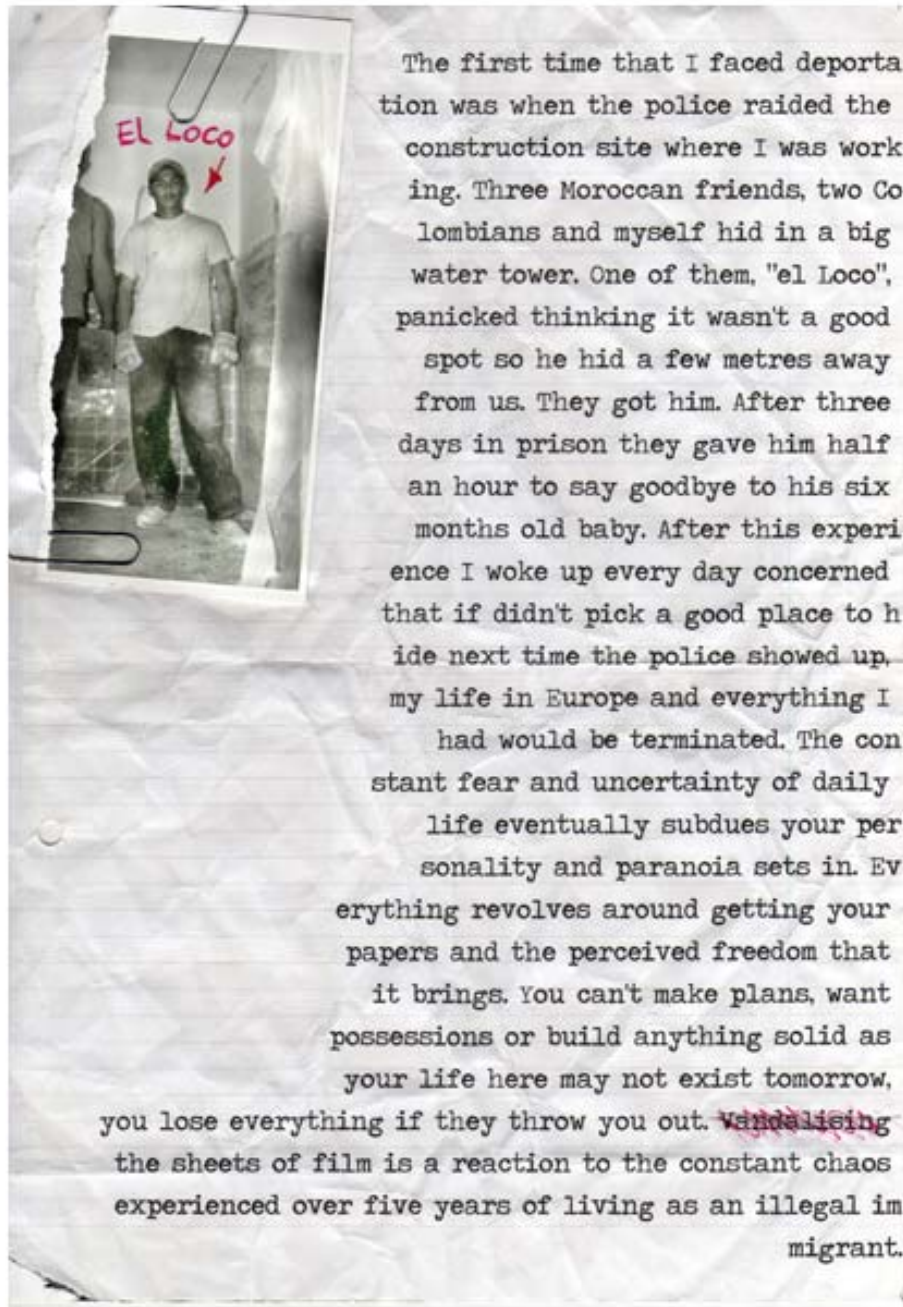 El Loco
The first time that I faced deporta
tion was when the police raided the
construction site where I was work
ing. Three Moroccan friends, two Co
lombians and myself hid in a big
water tower. One of them, "el Loco",
panicked thinking it wasn't a good
spot so he hid a few metres away
from us. They got him. After three
days in prison they gave him half
an hour to say goodbye to his six
months old baby. After this experi
ence I woke up every day concerned
that if didn't pick a good place to h
ide next time the police showed up,
my life in Europe and everything I
had would be terminated. The con
stant fear and uncertainty of daily
life eventually subdues your per
sonality and paranoia sets in. Ev
erything revolves around getting your
papers and the perceived freedom that
it brings. You can't make plans, want
possessions or build anything solid as
your life here may not exist tomorrow,
you lose everything if they throw you out. Vandalising
the sheets of film is a reaction to the constant chaos
experienced over five years of living as an illegal im
migrant.